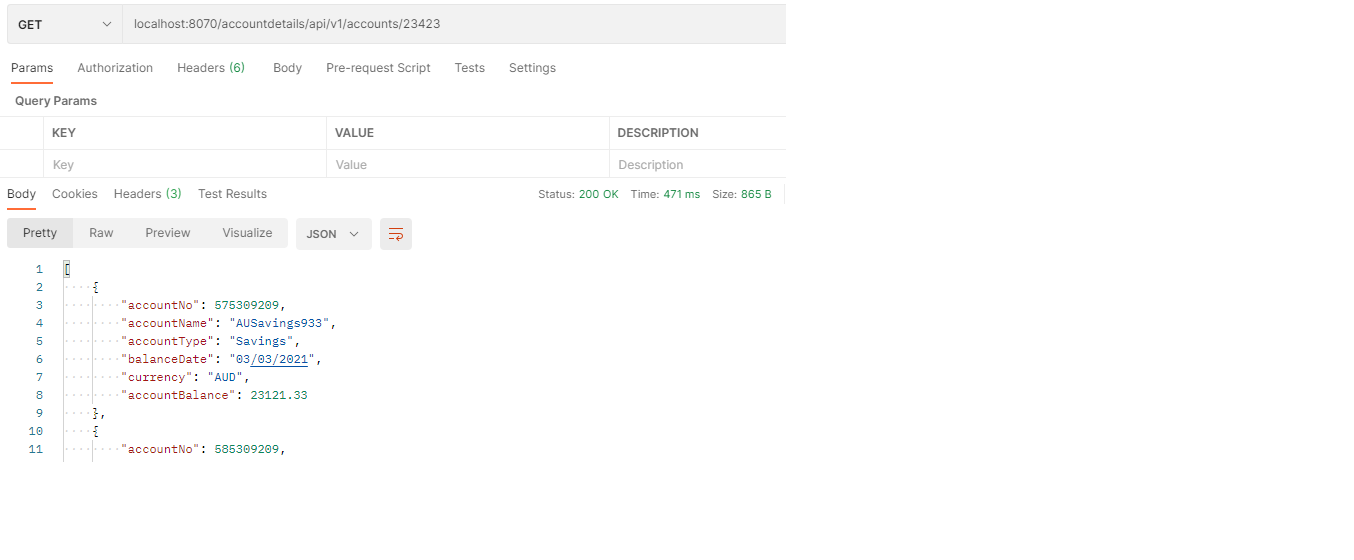 GET localhost:8070/accountdetails/api/v1/accounts/23423
Params Authorization Headers (6) Body Pre-request Script Tests Settings
Query Params
KEY VALUE DESCRIPTION
Key Value Description
Body Cookies Headers (3) Test Results Status: 200 OK Time: 471 ms Size: 865 B
Pretty Raw Preview Visualize JSON
1 [
2 {
3 "accountNo": 575309209,
4 "accountName": "AUSavings933",
5 "accountType": "Savings",
6 "balanceDate": "03/03/2021",
7 "currency": "AUD",
8 "accountBalance": 23121.33
9 },
10 {
11 "accountNo": 585309209,